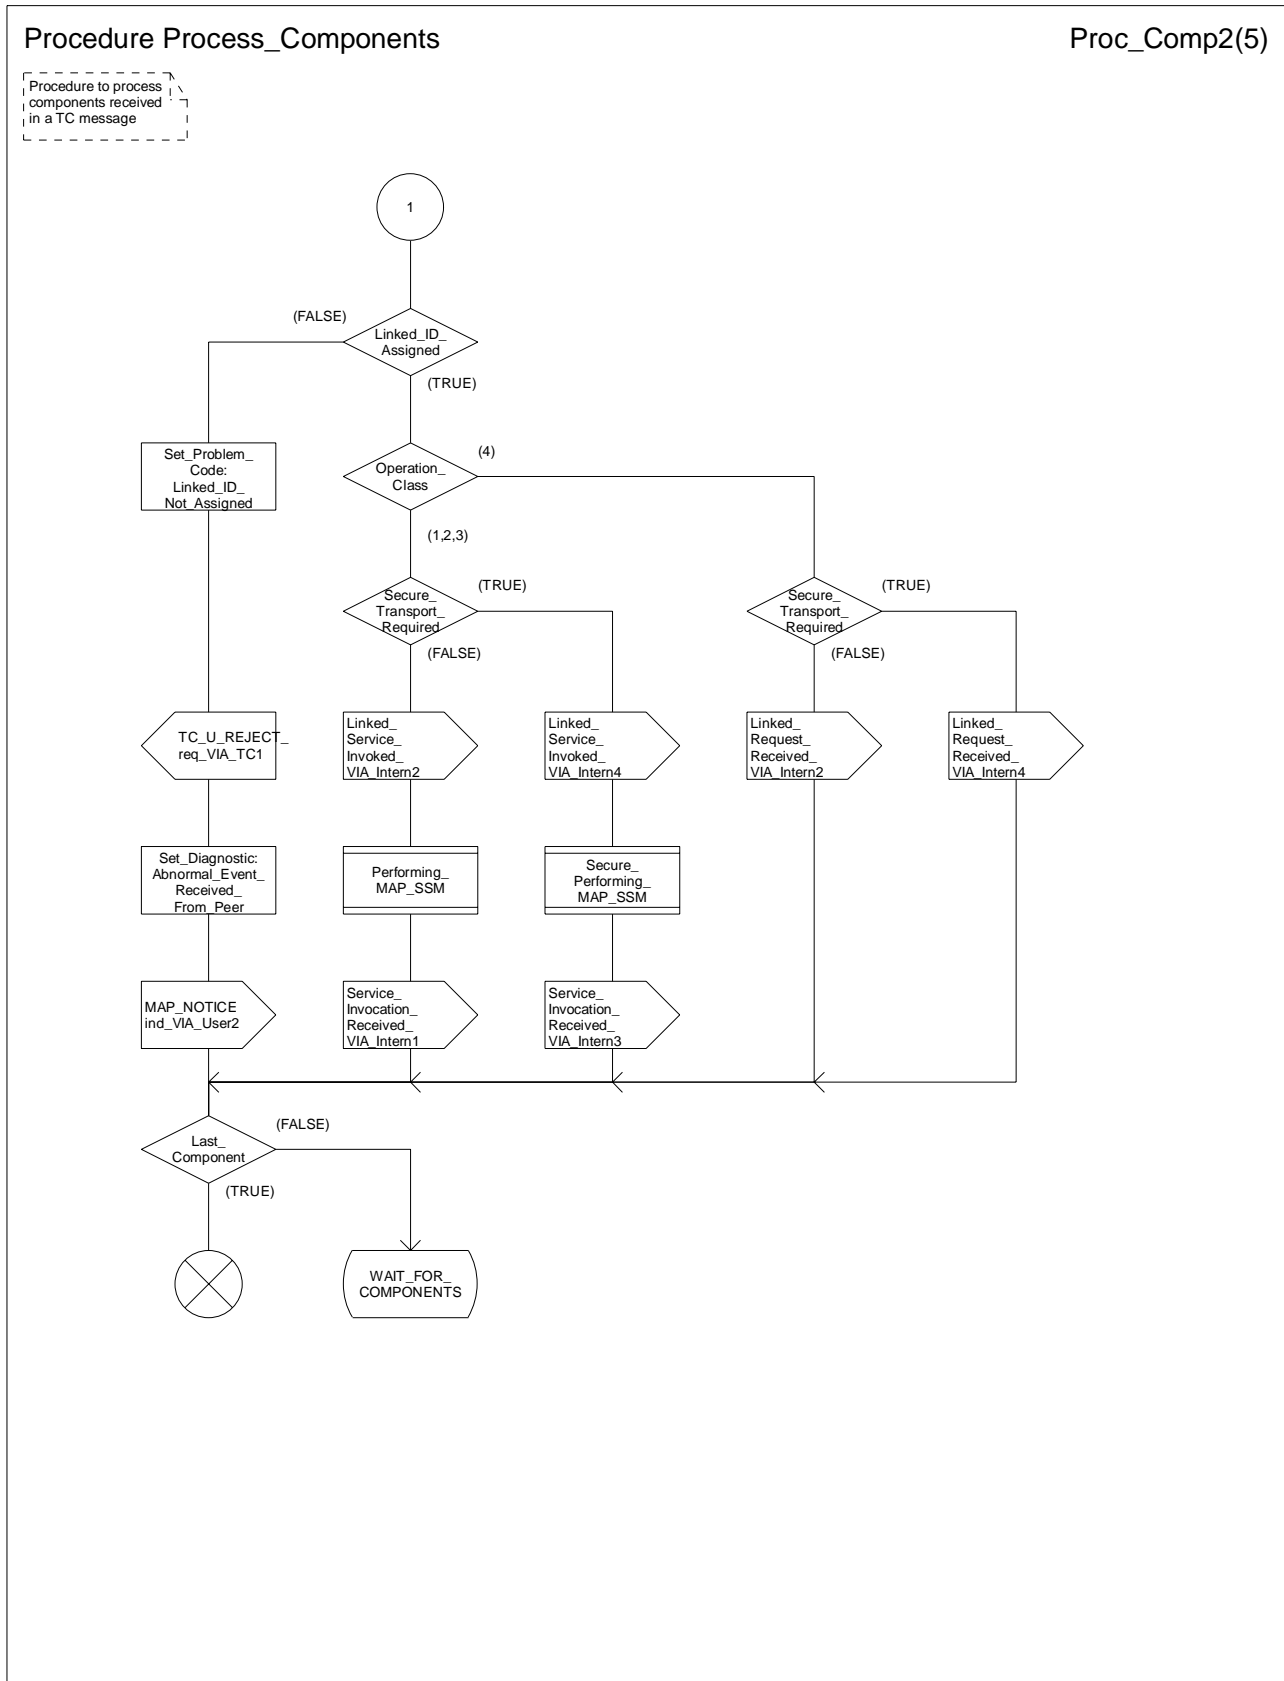 Procedure Process_Components
Proc_Comp2(5)
Procedure to process
components received
in a TC message
1
(FALSE)
Linked_ID_
Assigned
(TRUE)
Set_Problem_
Code:
Linked_ID_
Not_Assigned
Operation_
Class
(4)
(1,2,3)
Secure_
Transport_
Required
(TRUE)
(FALSE)
Secure_
Transport_
Required
(TRUE)
(FALSE)
TC_U_REJECT_
req_VIA_TC1
Linked_
Service_
Invoked_
VIA_Intern2
Linked_
Service_
Invoked_
VIA_Intern4
Linked_
Request_
Received_
VIA_Intern2
Linked_
Request_
Received_
VIA_Intern4
Set_Diagnostic:
Abnormal_Event_
Received_
From_Peer
Performing_
MAP_SSM
Secure_
Performing_
MAP_SSM
MAP_NOTICE
ind_VIA_User2
Service_
Invocation_
Received_
VIA_Intern1
Service_
Invocation_
Received_
VIA_Intern3
Last_
Component
(FALSE)
(TRUE)
WAIT_FOR_
COMPONENTS